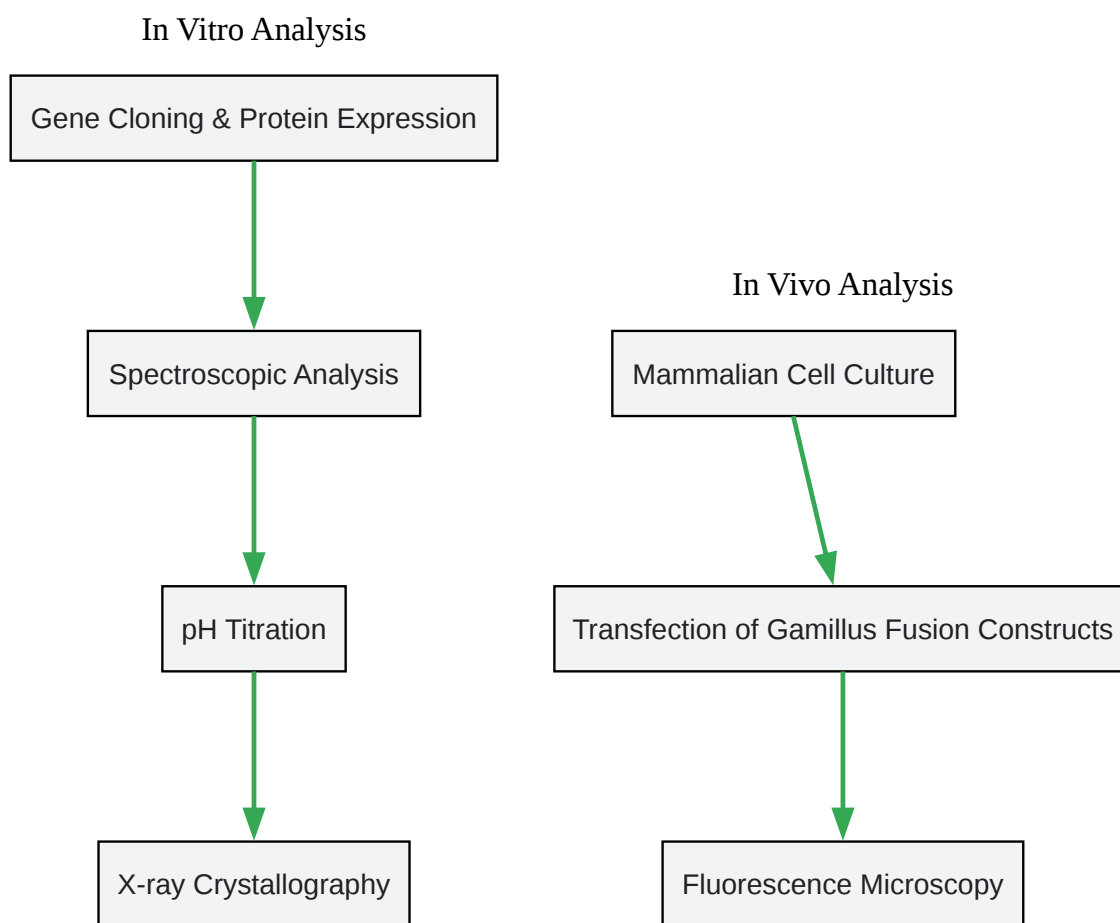 In Vitro Analysis
Gene Cloning & Protein Expression
Spectroscopic Analysis
pH Titration
X-ray Crystallography
In Vivo Analysis
Mammalian Cell Culture
Transfection of Gamillus Fusion Constructs
Fluorescence Microscopy